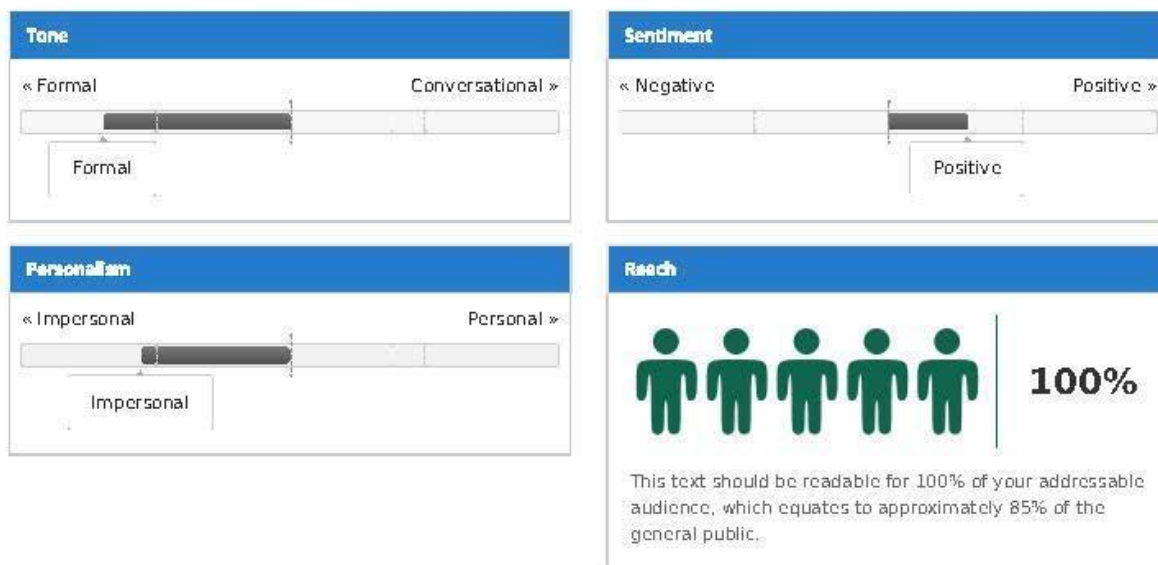 Tone
« Formal Conversational »
Formal
Sentiment
« Negative Positive »
Positive
Personalism
« Impersonal Personal »
Impersonal
Reach
100%
This text should be readable for 100% of your addressable
audience, which equates to approximately 85% of the
general public.